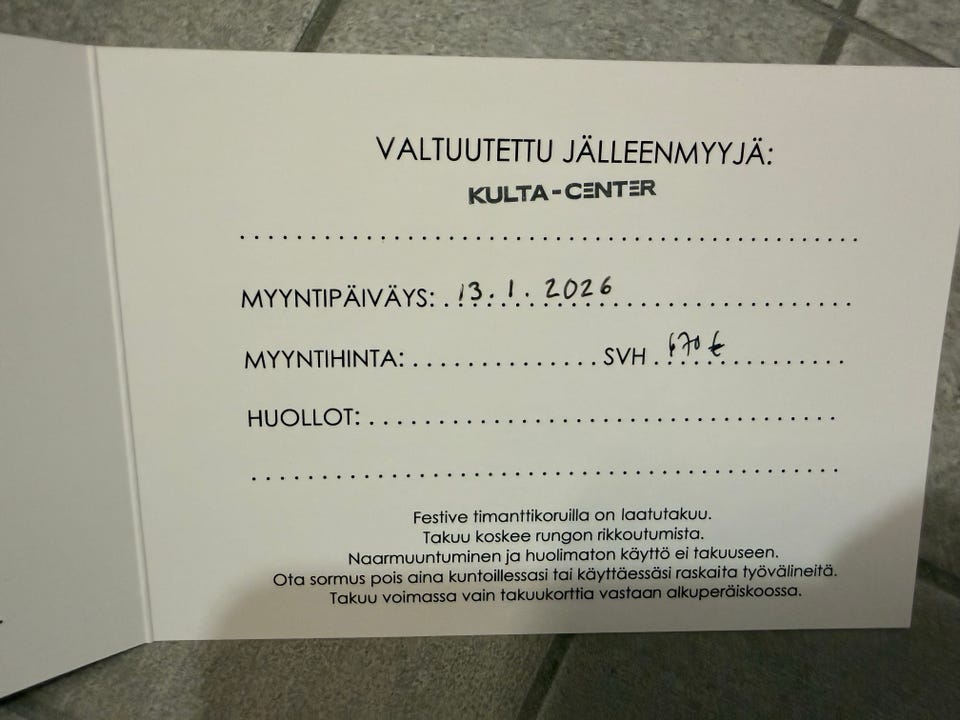 VALTUUTETTU JÄLLEENMYYJÄ:
KULTA-CENTER
MYYNTIPÄIVÄYS: 13.1.2026
MYYNTIHINTA: SVH 670 €
HUOLLOT:
Festive timanttikoruilla on laatutakuu.
Takuu koskee rungon rikkoutumista.
Naarmuuntuminen ja huolimaton käyttö ei takuuseen.
Ota sormus pois aina kuntoillessasi tai käyttäessäsi raskaita työvälineitä.
Takuu voimassa vain takuukorttia vastaan alkuperäiskoossa.